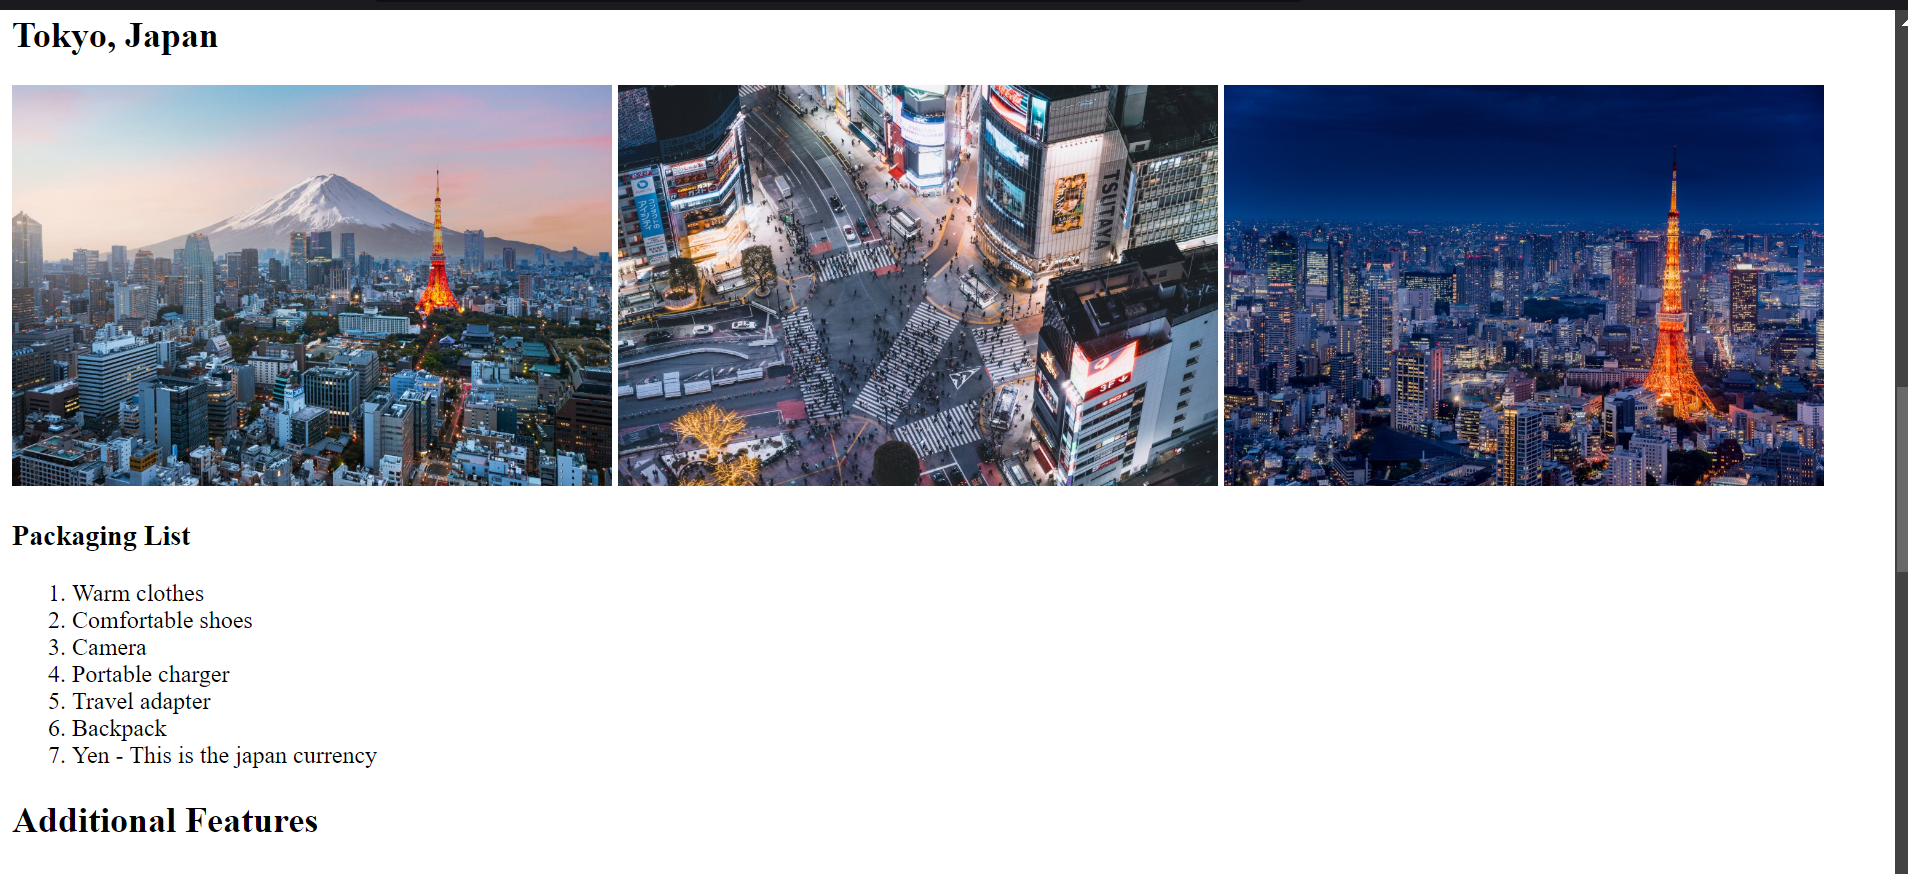 Tokyo, Japan
TSUTAYA
3F
Packaging List
1. Warm clothes
2. Comfortable shoes
3. Camera
4. Portable charger
5. Travel adapter
6. Backpack
7. Yen - This is the japan currency
Additional Features